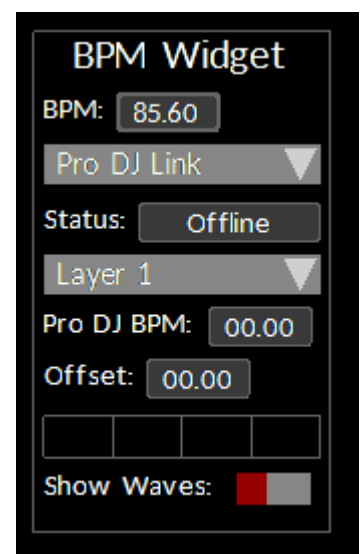 BPM Widget
BPM: 85.60
Pro DJ Link
Status: Offline
Layer 1
Pro DJ BPM: 00.00
Offset: 00.00
Show Waves: